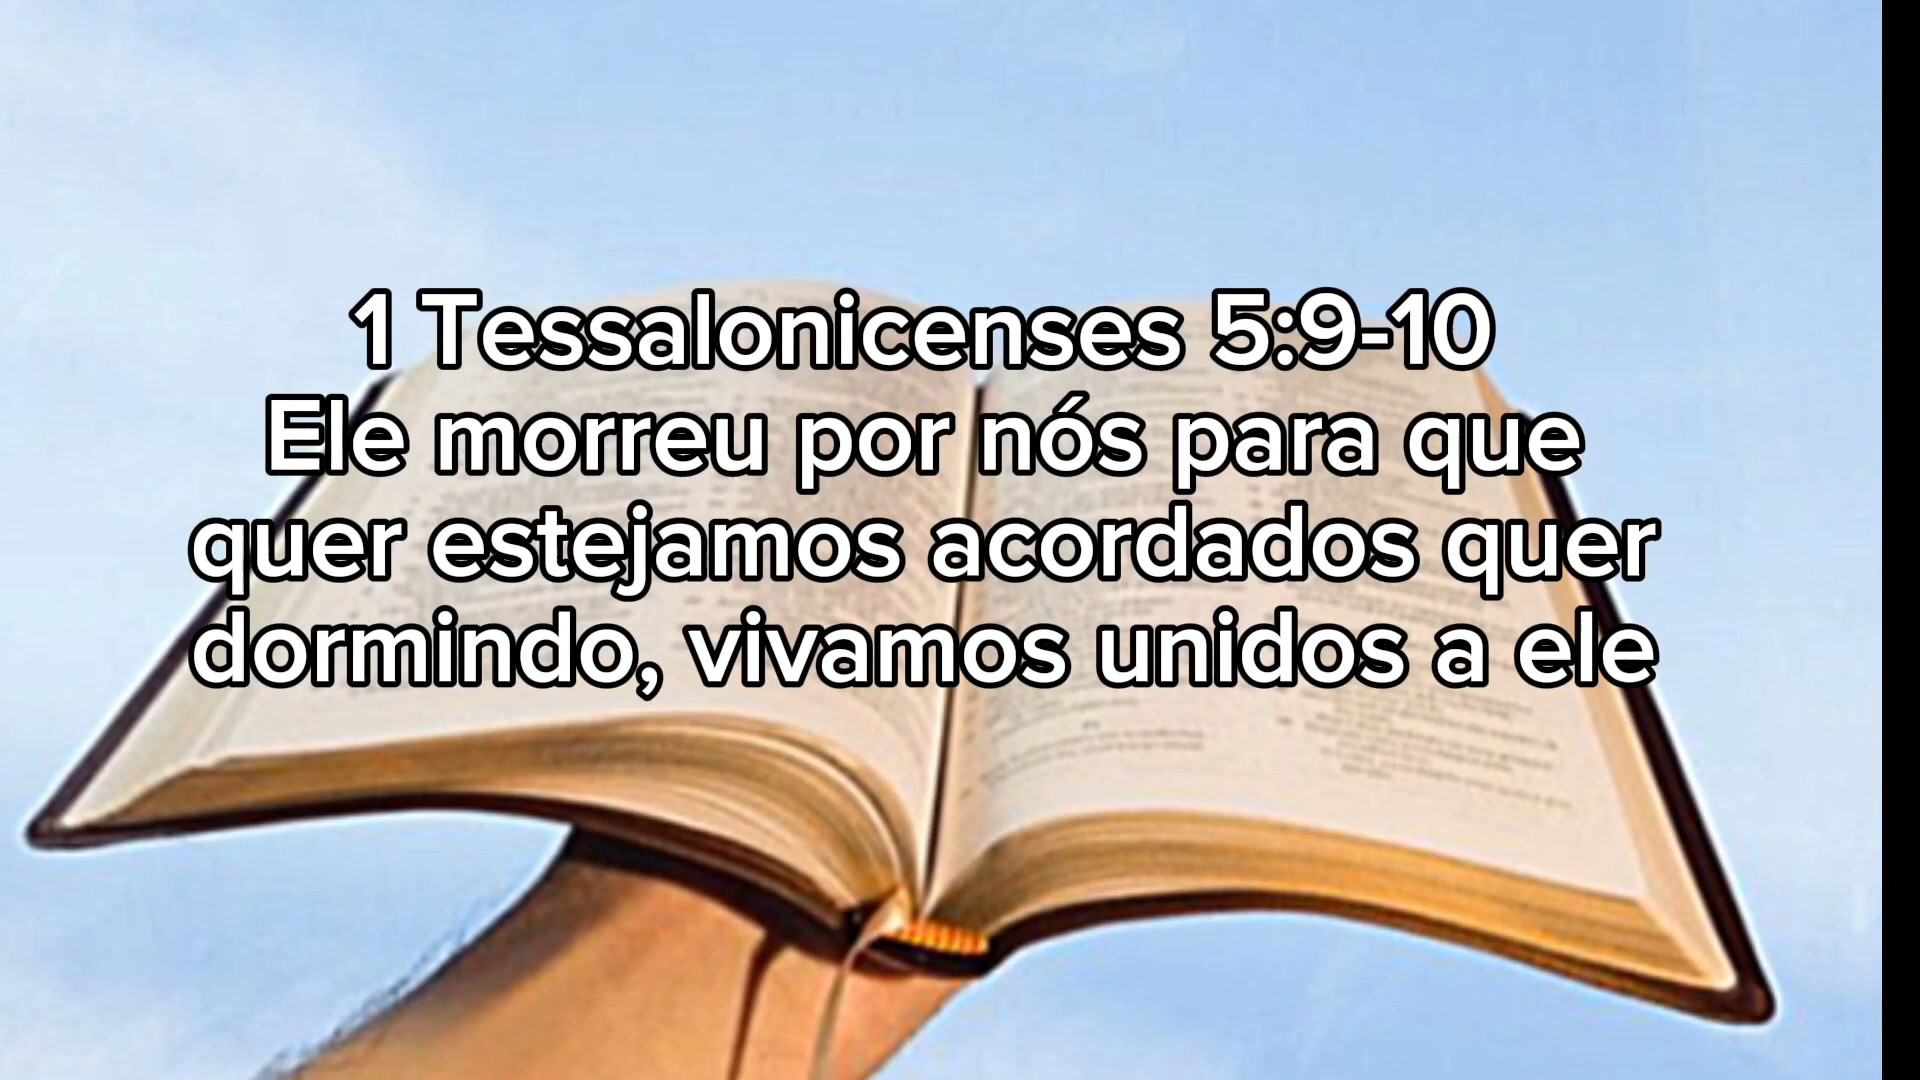 1 Tessalonicenses 5:9-10
Ele morreu por nós para que
quer estejamos acordados quer
dormindo, vivamos unidos a ele